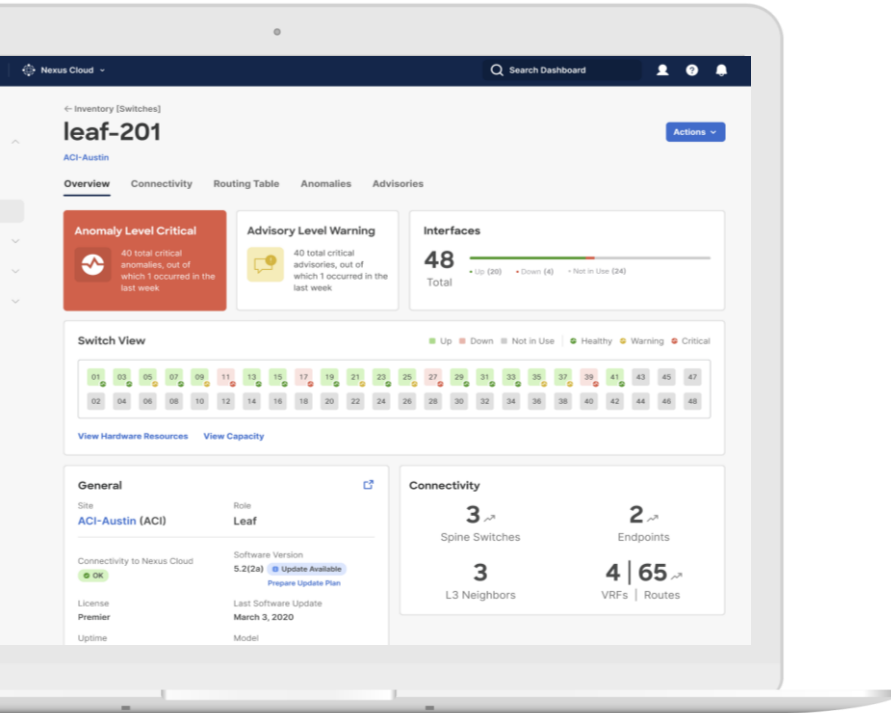 Nexus Cloud
Search Dashboard
← Inventory [Switches]
leaf-201
Actions
ACI-Austin
Overview Connectivity Routing Table Anomalies Advisories
Anomaly Level Critical
40 total critical
anomalies, out of
which 1 occurred in the
last week
Advisory Level Warning
40 total critical
advisories, out of
which 1 occurred in the
last week
Interfaces
48
Total
Up (20) Down (4) Not in Use (24)
Switch View
Up Down Not in Use Healthy Warning Critical
01 03 05 07 09 11 13 15 17 19 21 23 25 27 29 31 33 35 37 39 41 43 45 47
02 04 06 08 10 12 14 16 18 20 22 24 26 28 30 32 34 36 38 40 42 44 46 48
View Hardware Resources View Capacity
General
Site
ACI-Austin (ACI)
Role
Leaf
Connectivity to Nexus Cloud
OK
Software Version
5.2(2a) Update Available
Prepare Update Plan
License
Premier
Last Software Update
March 3, 2020
Uptime
Model
Connectivity
3
Spine Switches
2
Endpoints
3
L3 Neighbors
4 | 65
VRFs | Routes